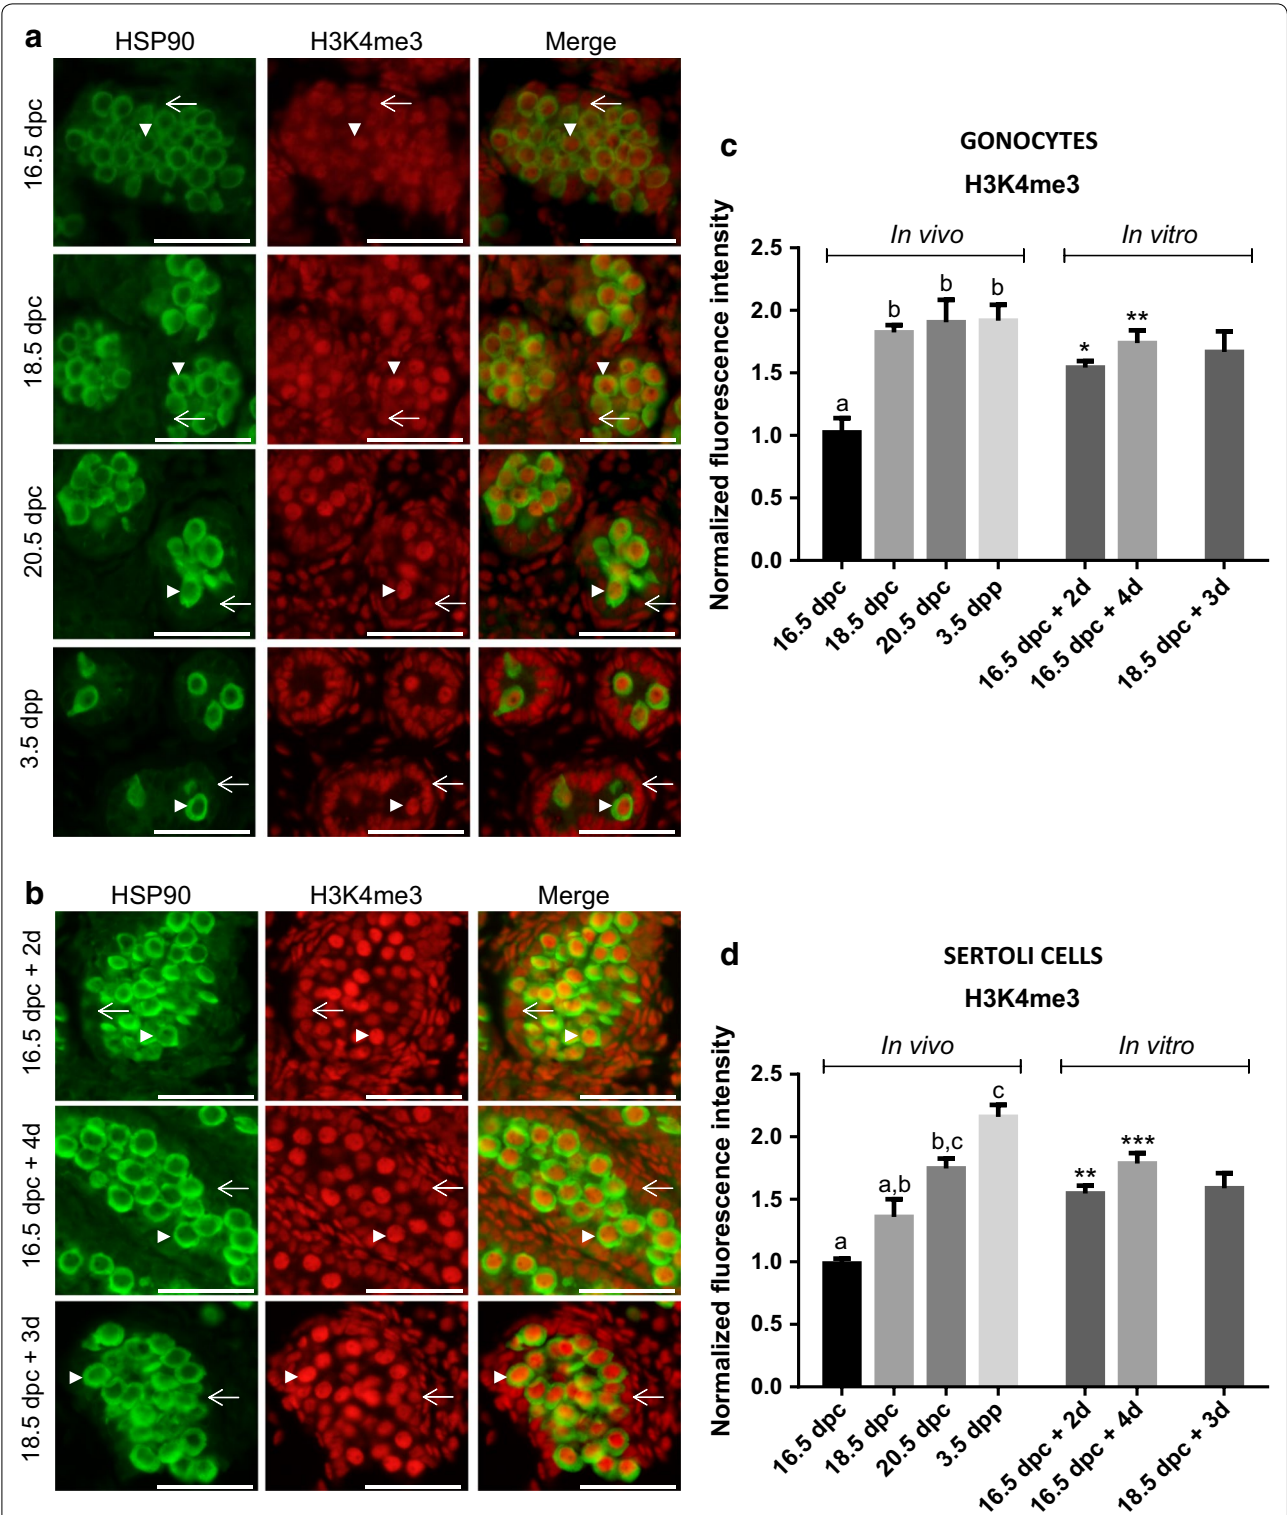 a
HSP90 H3K4me3 Merge
16.5 dpc
18.5 dpc
20.5 dpc
3.5 dpp
b
HSP90 H3K4me3 Merge
16.5 dpc + 2d
16.5 dpc + 4d
18.5 dpc + 3d
c
GONOCYTES
H3K4me3
In vivo In vitro
Normalized fluorescence intensity
2.5
2.0
1.5
1.0
0.5
0.0
a b b b * **
16.5 dpc 18.5 dpc 20.5 dpc 3.5 dpp 16.5 dpc + 2d 16.5 dpc + 4d 18.5 dpc + 3d
d
SERTOLI CELLS
H3K4me3
In vivo In vitro
Normalized fluorescence intensity
2.5
2.0
1.5
1.0
0.5
0.0
a a,b b,c c ** ***
16.5 dpc 18.5 dpc 20.5 dpc 3.5 dpp 16.5 dpc + 2d 16.5 dpc + 4d 18.5 dpc + 3d